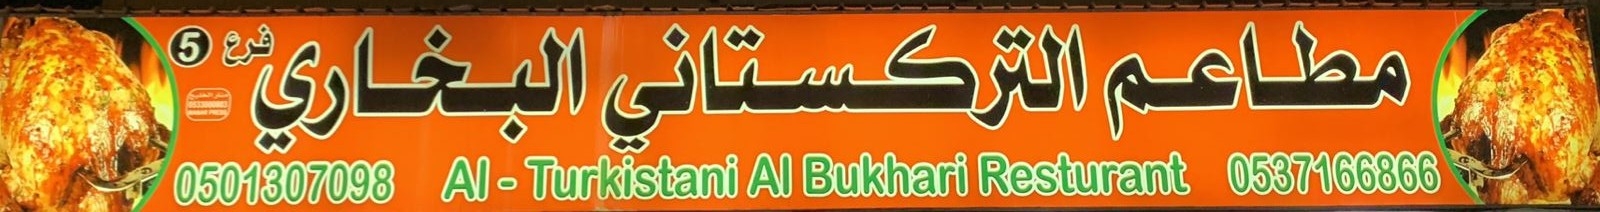 مطاعم التركستاني البخاري
فرع 5
0501307098 Al - Turkistani Al Bukhari Resturant 0537166866